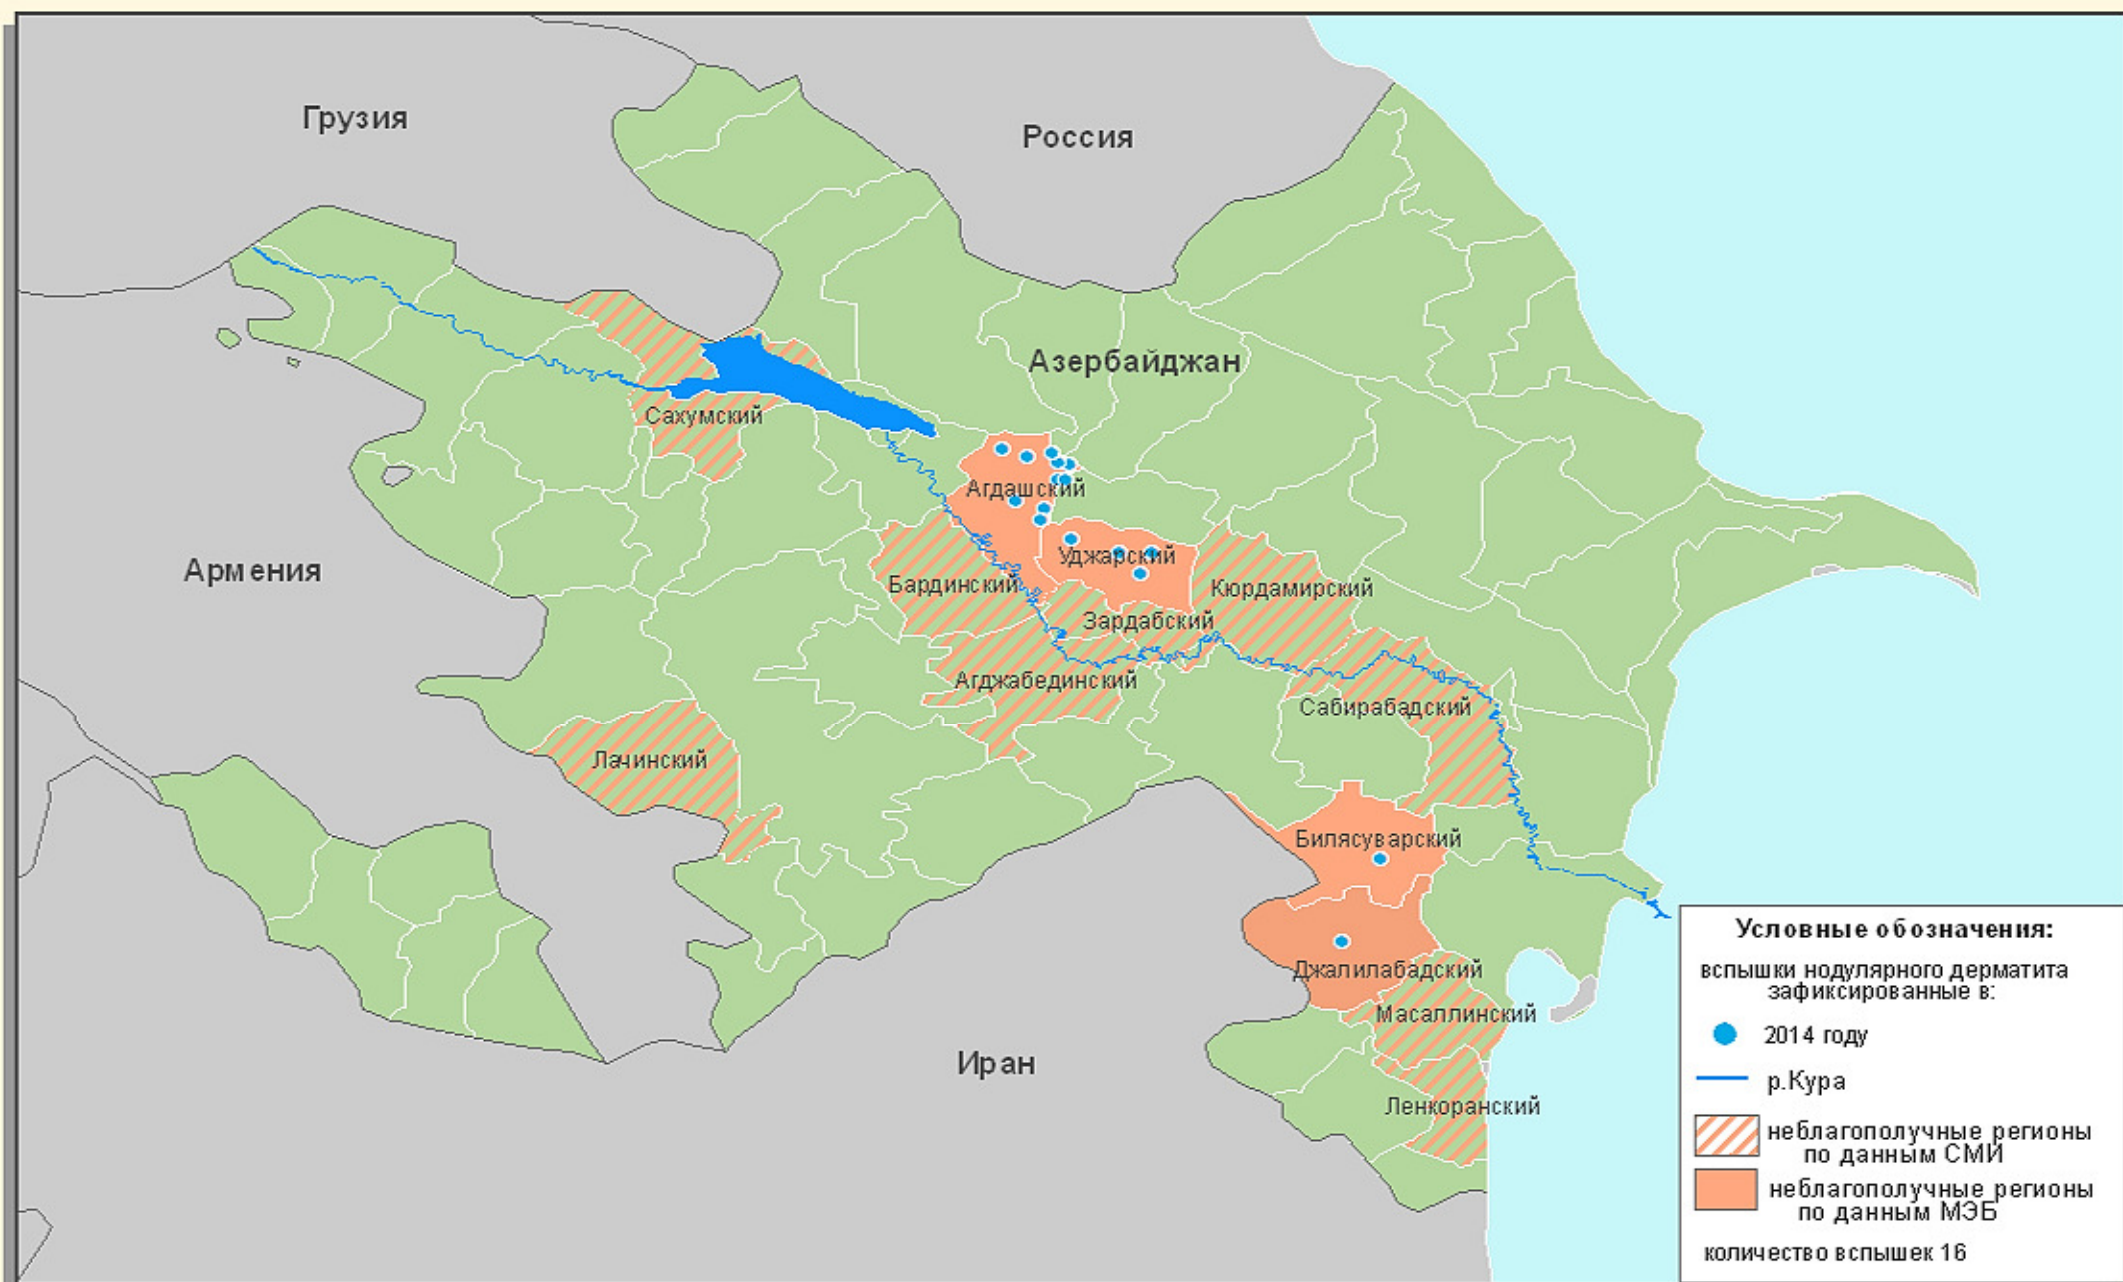 Грузия
Россия
Азербайджан
Сахумский
Агдашский
Армения
Уджарский
Бардинский
Кюрдамирский
Зардабский
Агджабединский
Сабирабадский
Лачинский
Билясуварский
Джалилабадский
Масаллинский
Иран
Ленкоранский
Условные обозначения:
вспышки нодулярного дерматита
зафиксированные в:
2014 году
р.Кура
неблагополучные регионы
по данным СМИ
неблагополучные регионы
по данным МЭБ
количество вспышек 16